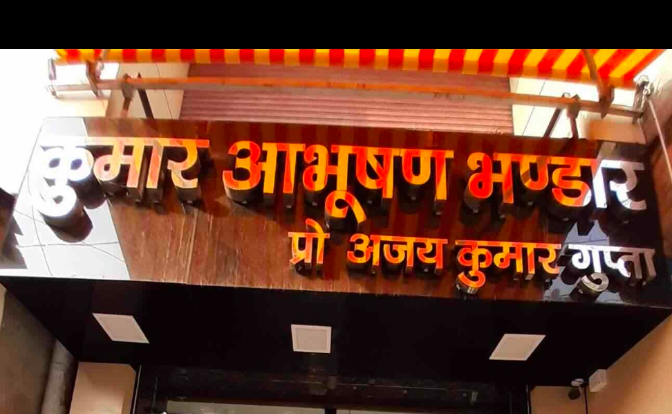 कुमार आभूषण भण्डार
प्रो अजय कुमार गुप्ता